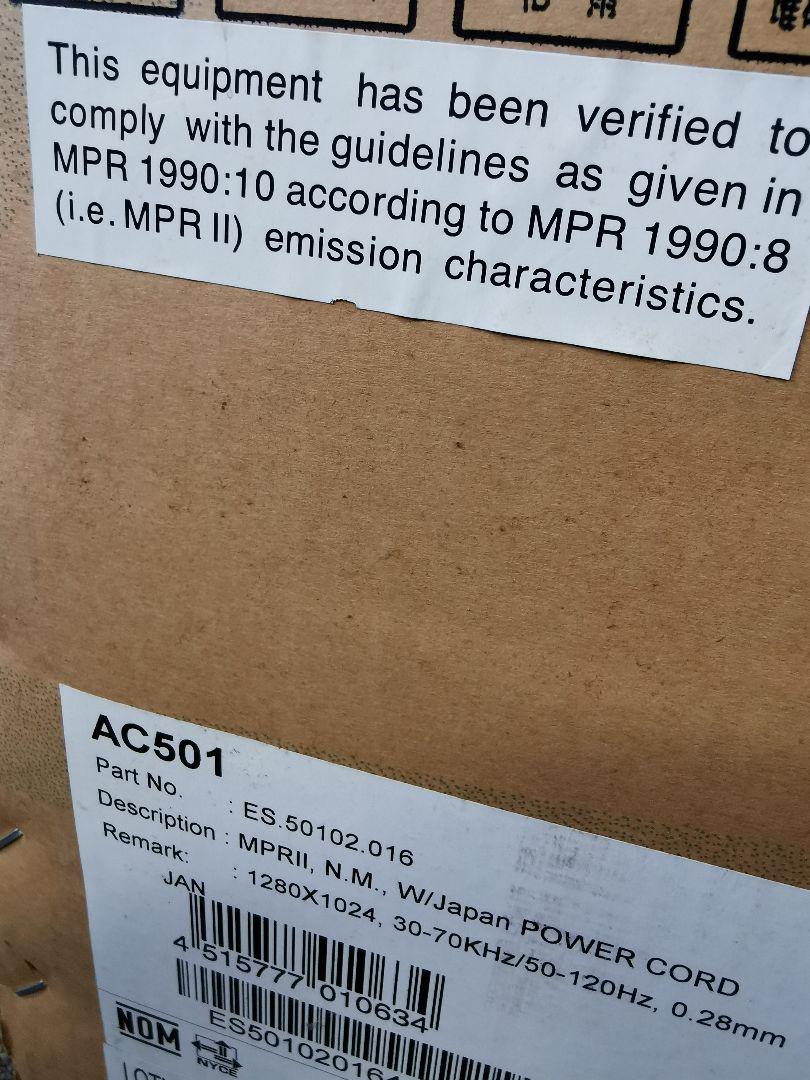 This equipment has been verified to
comply with the guidelines as given in
MPR 1990:10 according to MPR 1990:8
(i.e. MPR II) emission characteristics.
AC501
Part No. : ES.50102.016
Description : MPRII, N.M., W/Japan POWER CORD
Remark: : 1280X1024, 30-70KHz/50-120Hz, 0.28mm
JAN
4 515777 010634
ES501020164
NOM
NYCE